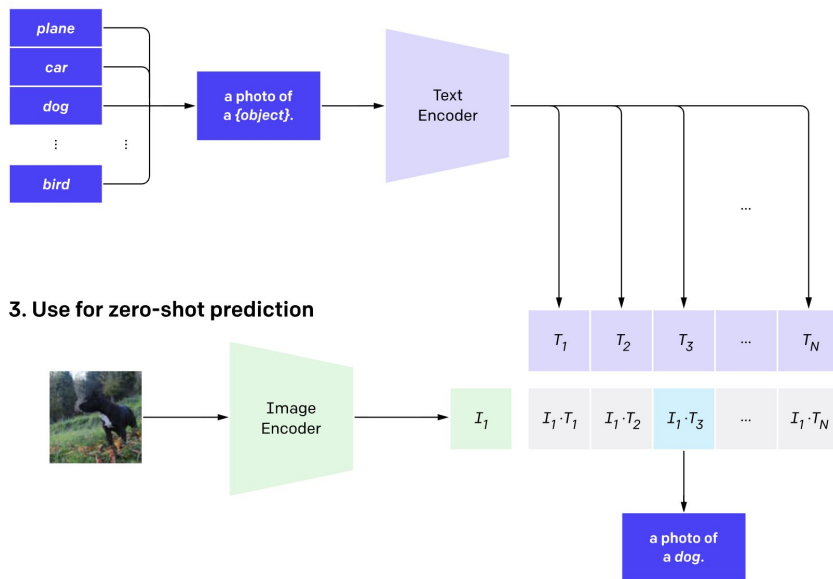 plane
car
dog
⋮
⋮
bird
a photo of
a {object}.
Text
Encoder
...
3. Use for zero-shot prediction
T1
T2
T3
...
TN
Image
Encoder
I1
I1·T1
I1·T2
I1·T3
...
I1·TN
a photo of
a dog.